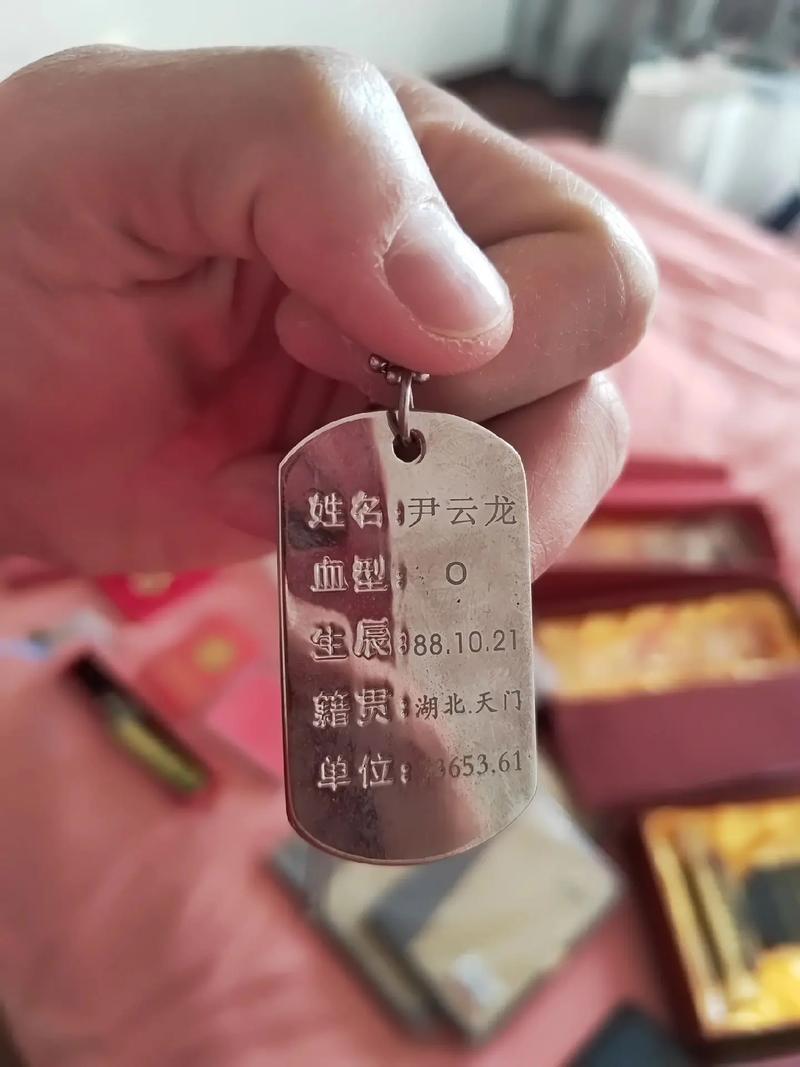 姓名:尹云龙
血型: O
生辰:88.10.21
籍贯:湖北.天门
单位:3653.61